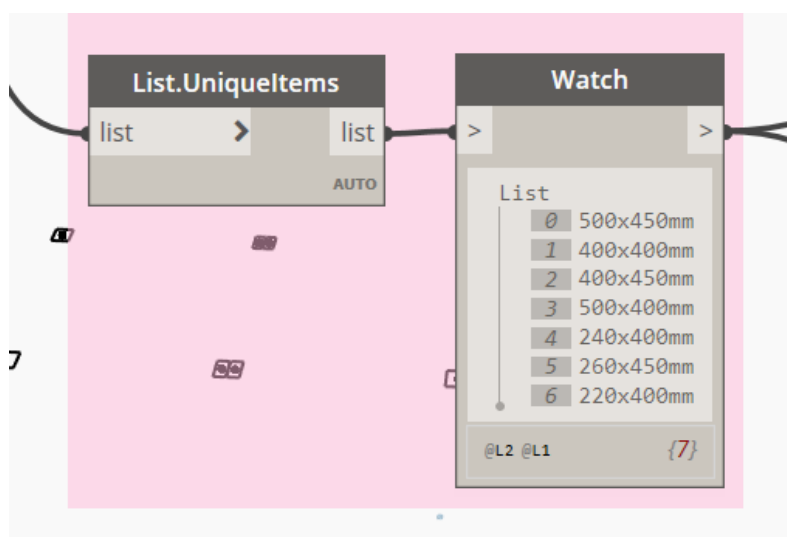 List.UniqueItems
list > list
AUTO
Watch
> >
List
0 500x450mm
1 400x400mm
2 400x450mm
3 500x400mm
4 240x400mm
5 260x450mm
6 220x400mm
@L2 @L1 {7}